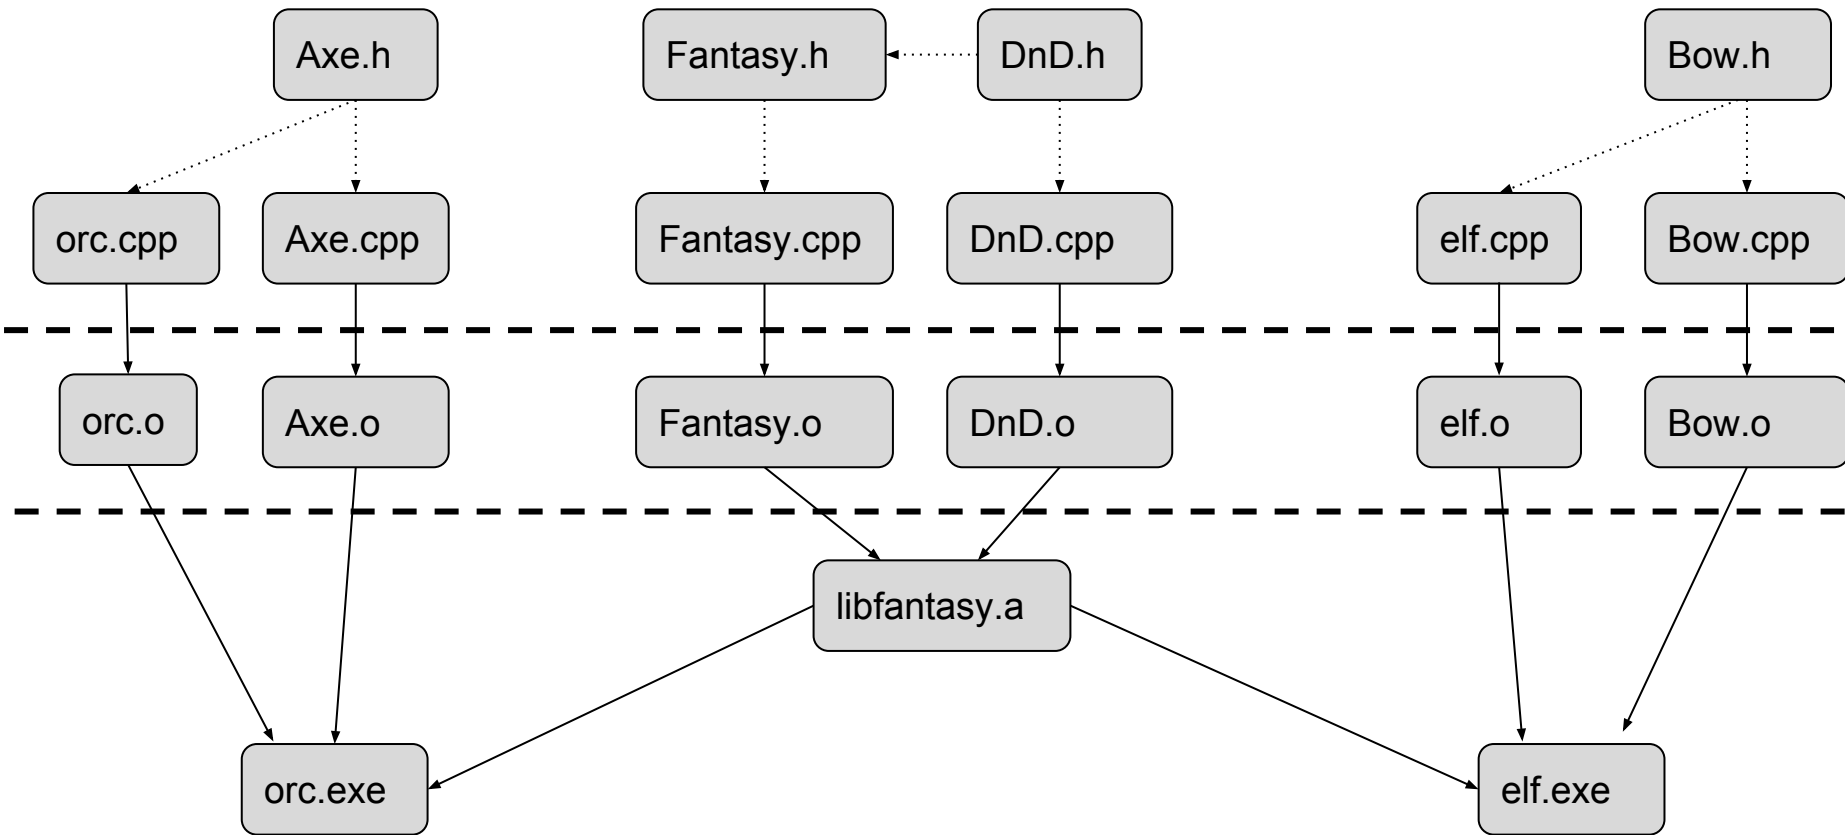 Axe.h
Fantasy.h
DnD.h
Bow.h
orc.cpp
Axe.cpp
Fantasy.cpp
DnD.cpp
elf.cpp
Bow.cpp
orc.o
Axe.o
Fantasy.o
DnD.o
elf.o
Bow.o
libfantasy.a
orc.exe
elf.exe